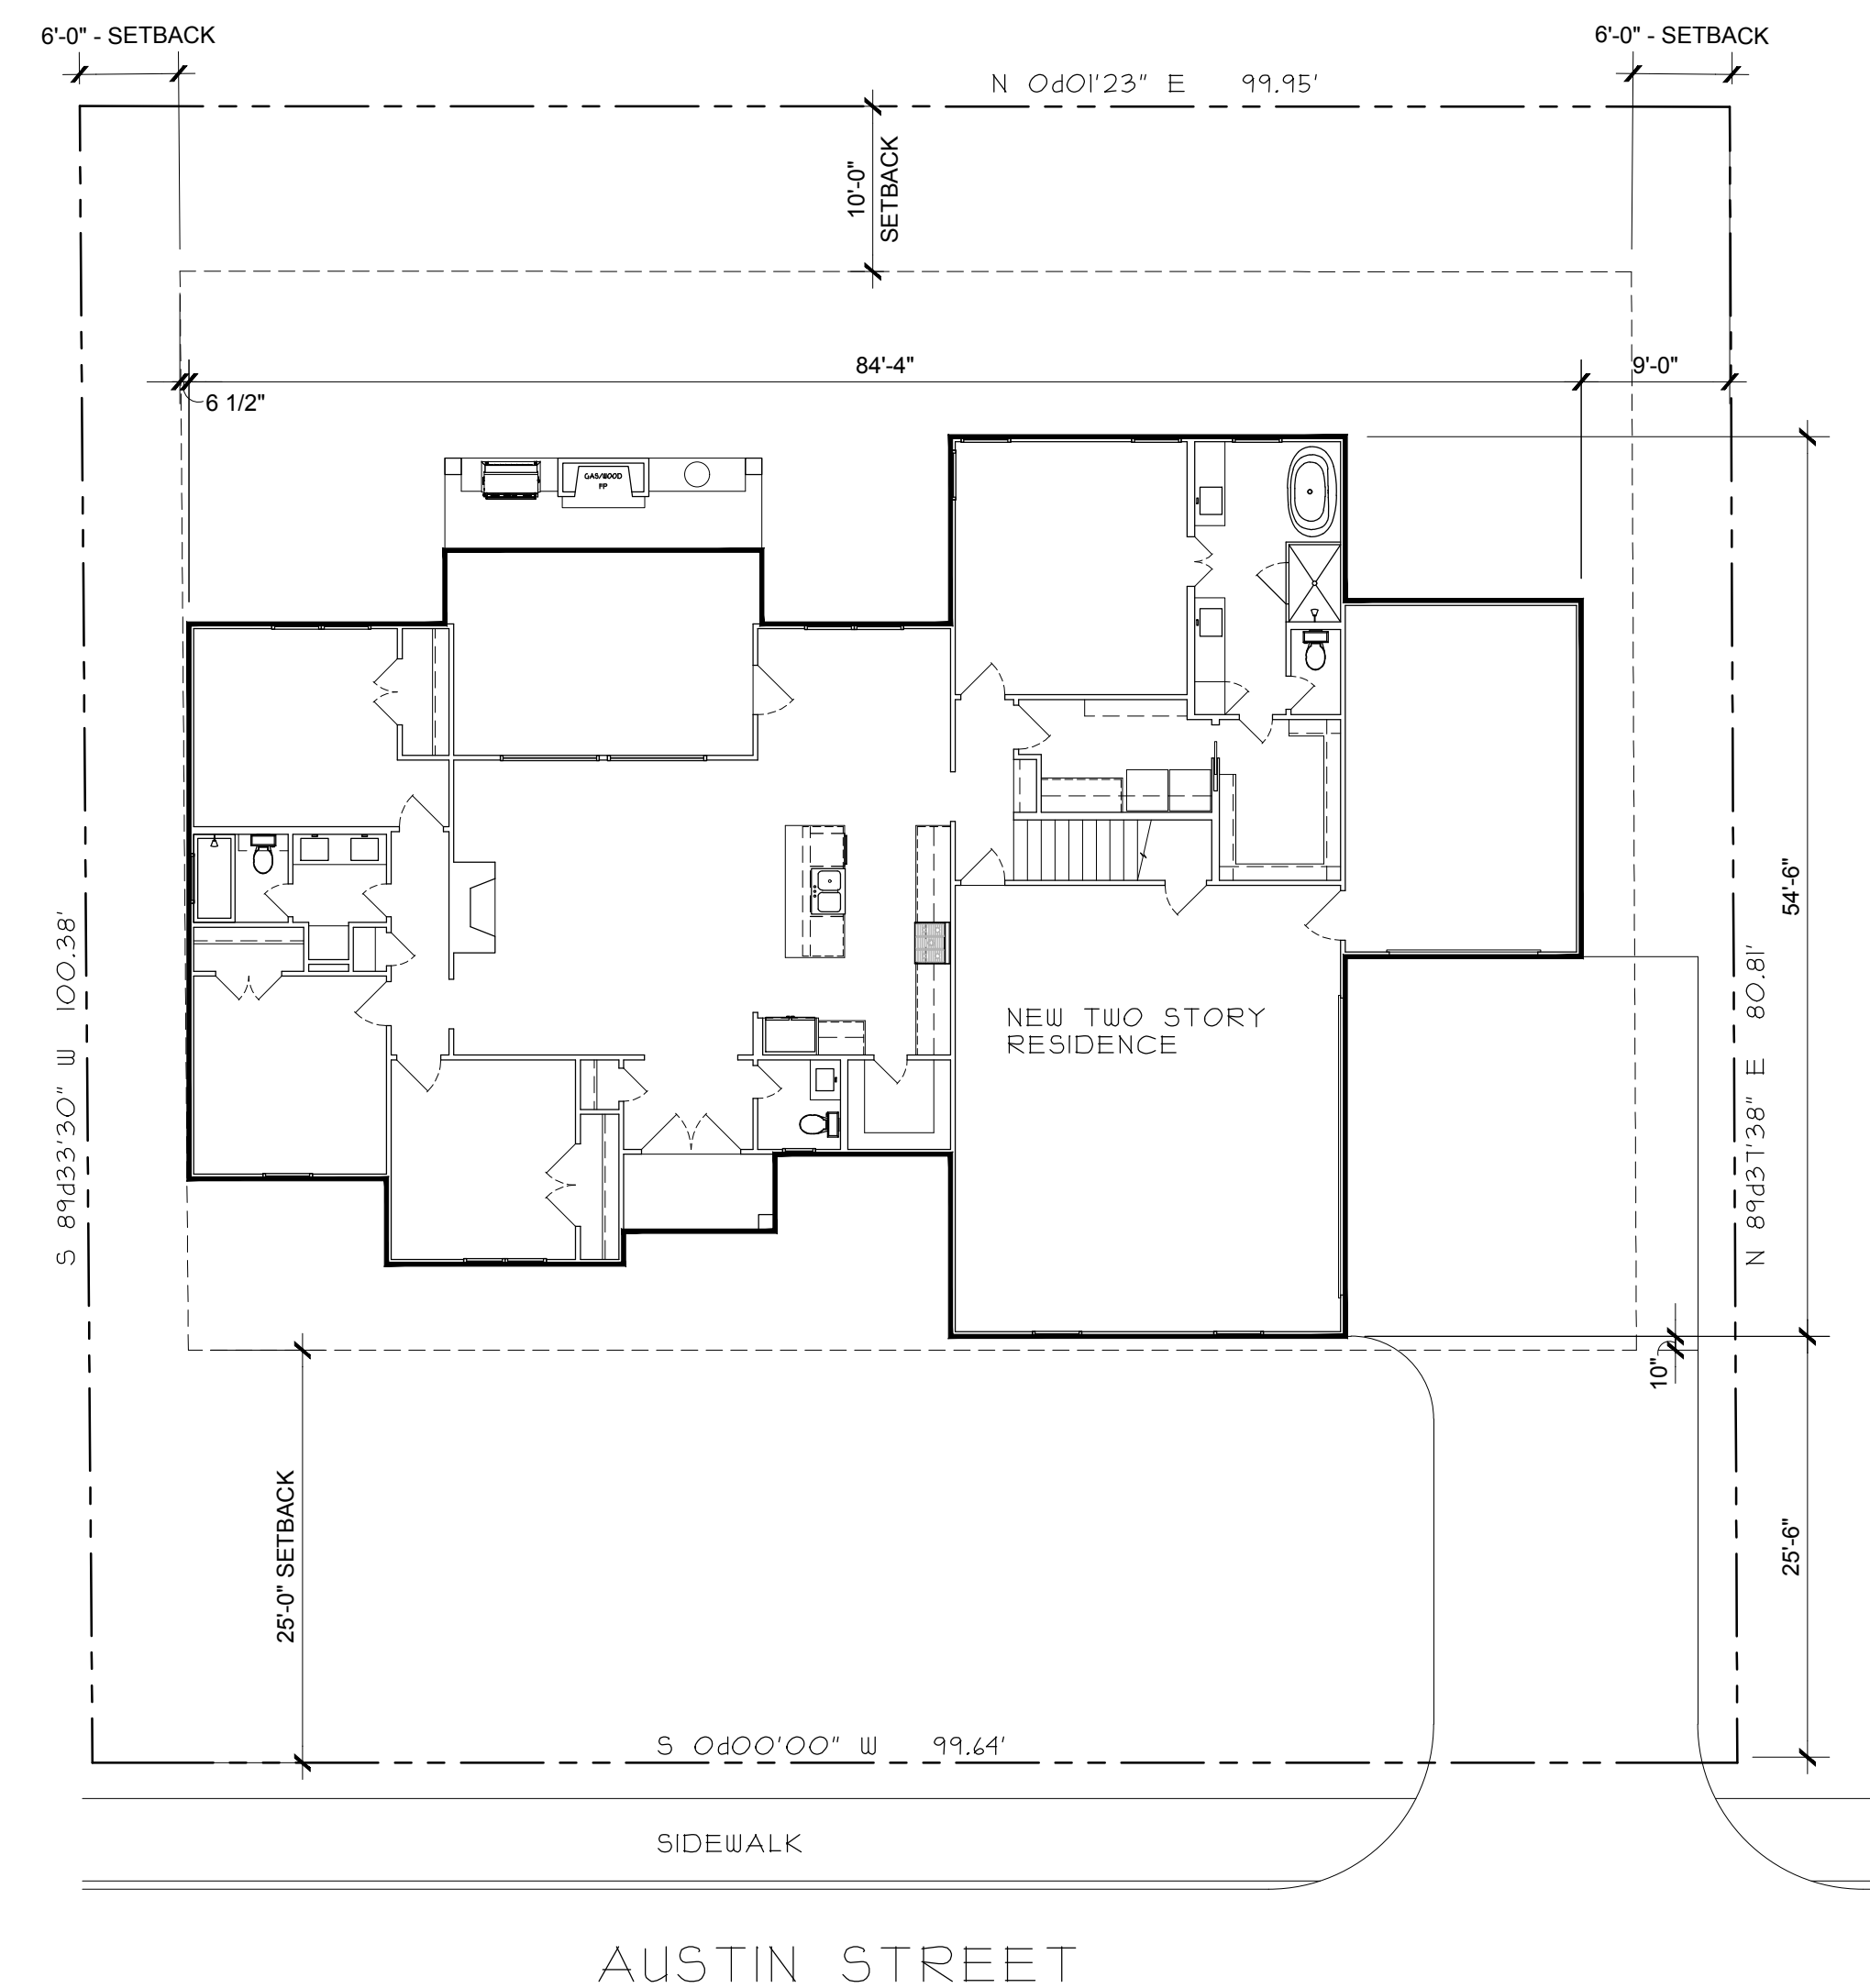 6'-0" - SETBACK
6'-0" - SETBACK
N 0d01'23" E 99.95'
10'-0"
SETBACK
84'-4"
9'-0"
6 1/2"
GAS/WOOD
FP
54'-6"
S 89d33'30" W 100.38'
N 89d37'38" E 80.81'
NEW TWO STORY
RESIDENCE
10"
25'-0" SETBACK
25'-6"
S 0d00'00" W 99.64'
SIDEWALK
AUSTIN STREET